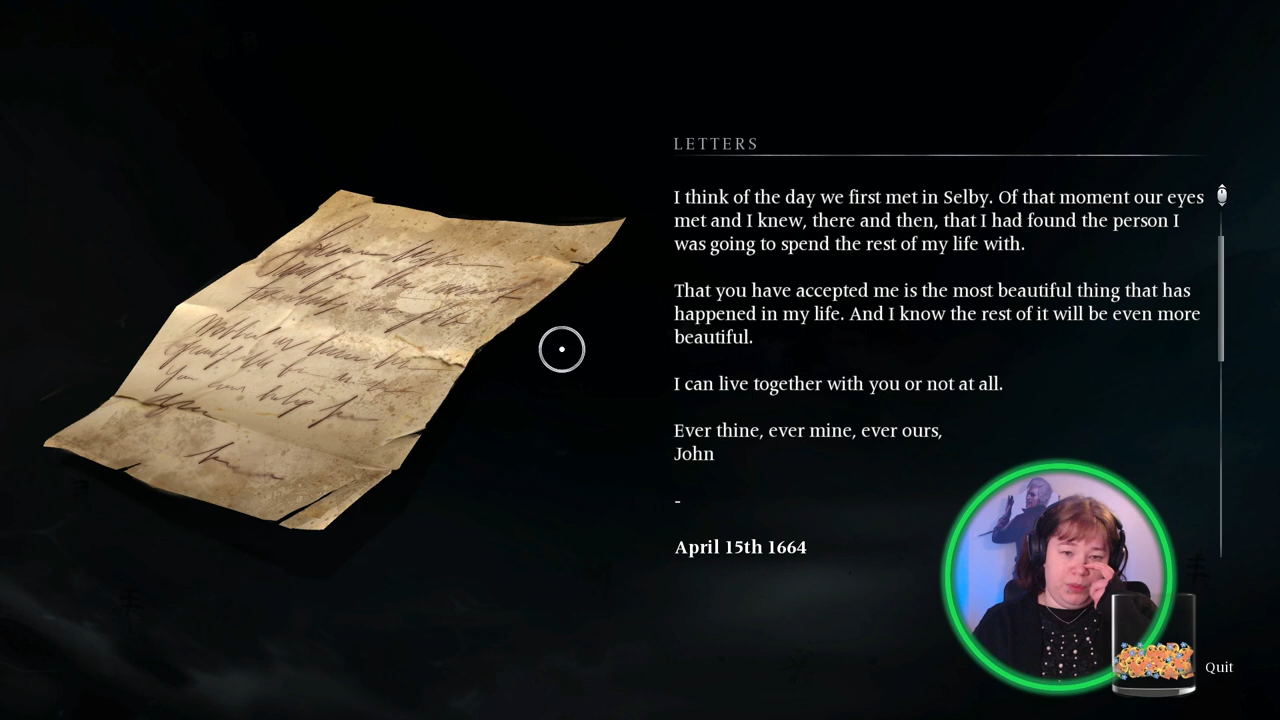 LETTERS
I think of the day we first met in Selby. Of that moment our eyes
met and I knew, there and then, that I had found the person I
was going to spend the rest of my life with.
That you have accepted me is the most beautiful thing that has
happened in my life. And I know the rest of it will be even more
beautiful.
I can live together with you or not at all.
Ever thine, ever mine, ever ours,
John
-
April 15th 1664
Quit